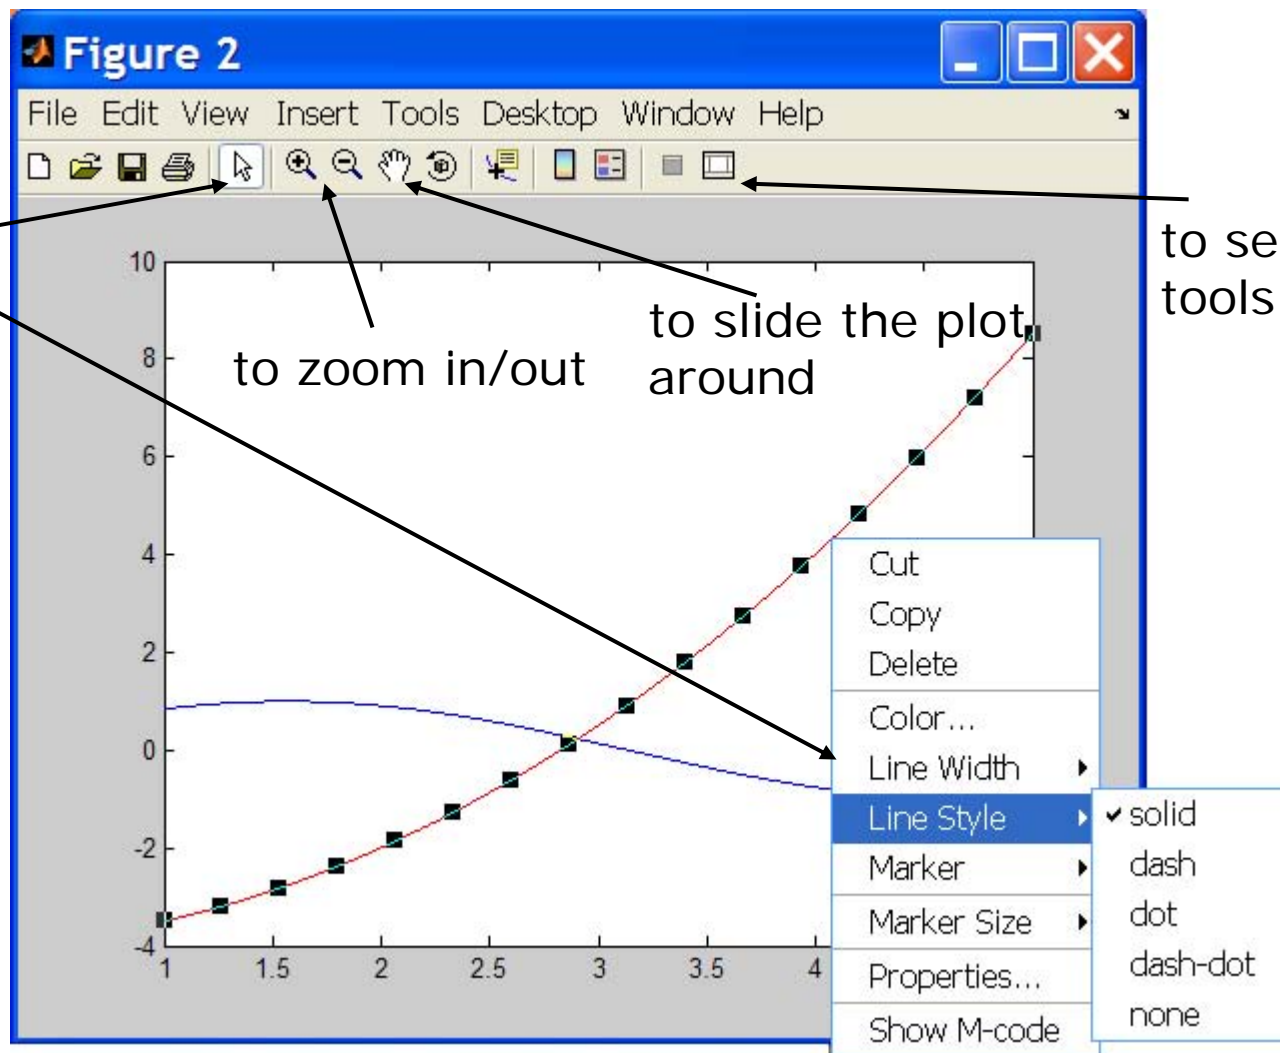 Figure 2
File Edit View Insert Tools Desktop Window Help
to se
tools
to slide the plot
around
to zoom in/out
10
8
6
4
2
0
-2
-4
1 1.5 2 2.5 3 3.5 4
Cut
Copy
Delete
Color...
Line Width
Line Style
Marker
Marker Size
Properties...
Show M-code
solid
dash
dot
dash-dot
none